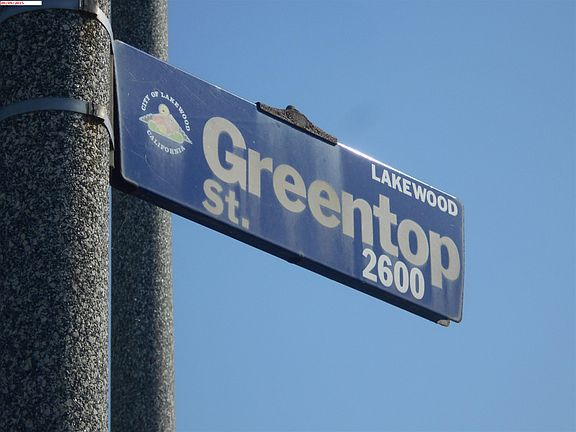 CITY OF LAKEWOOD
CALIFORNIA
LAKEWOOD
Greentop
St.
2600